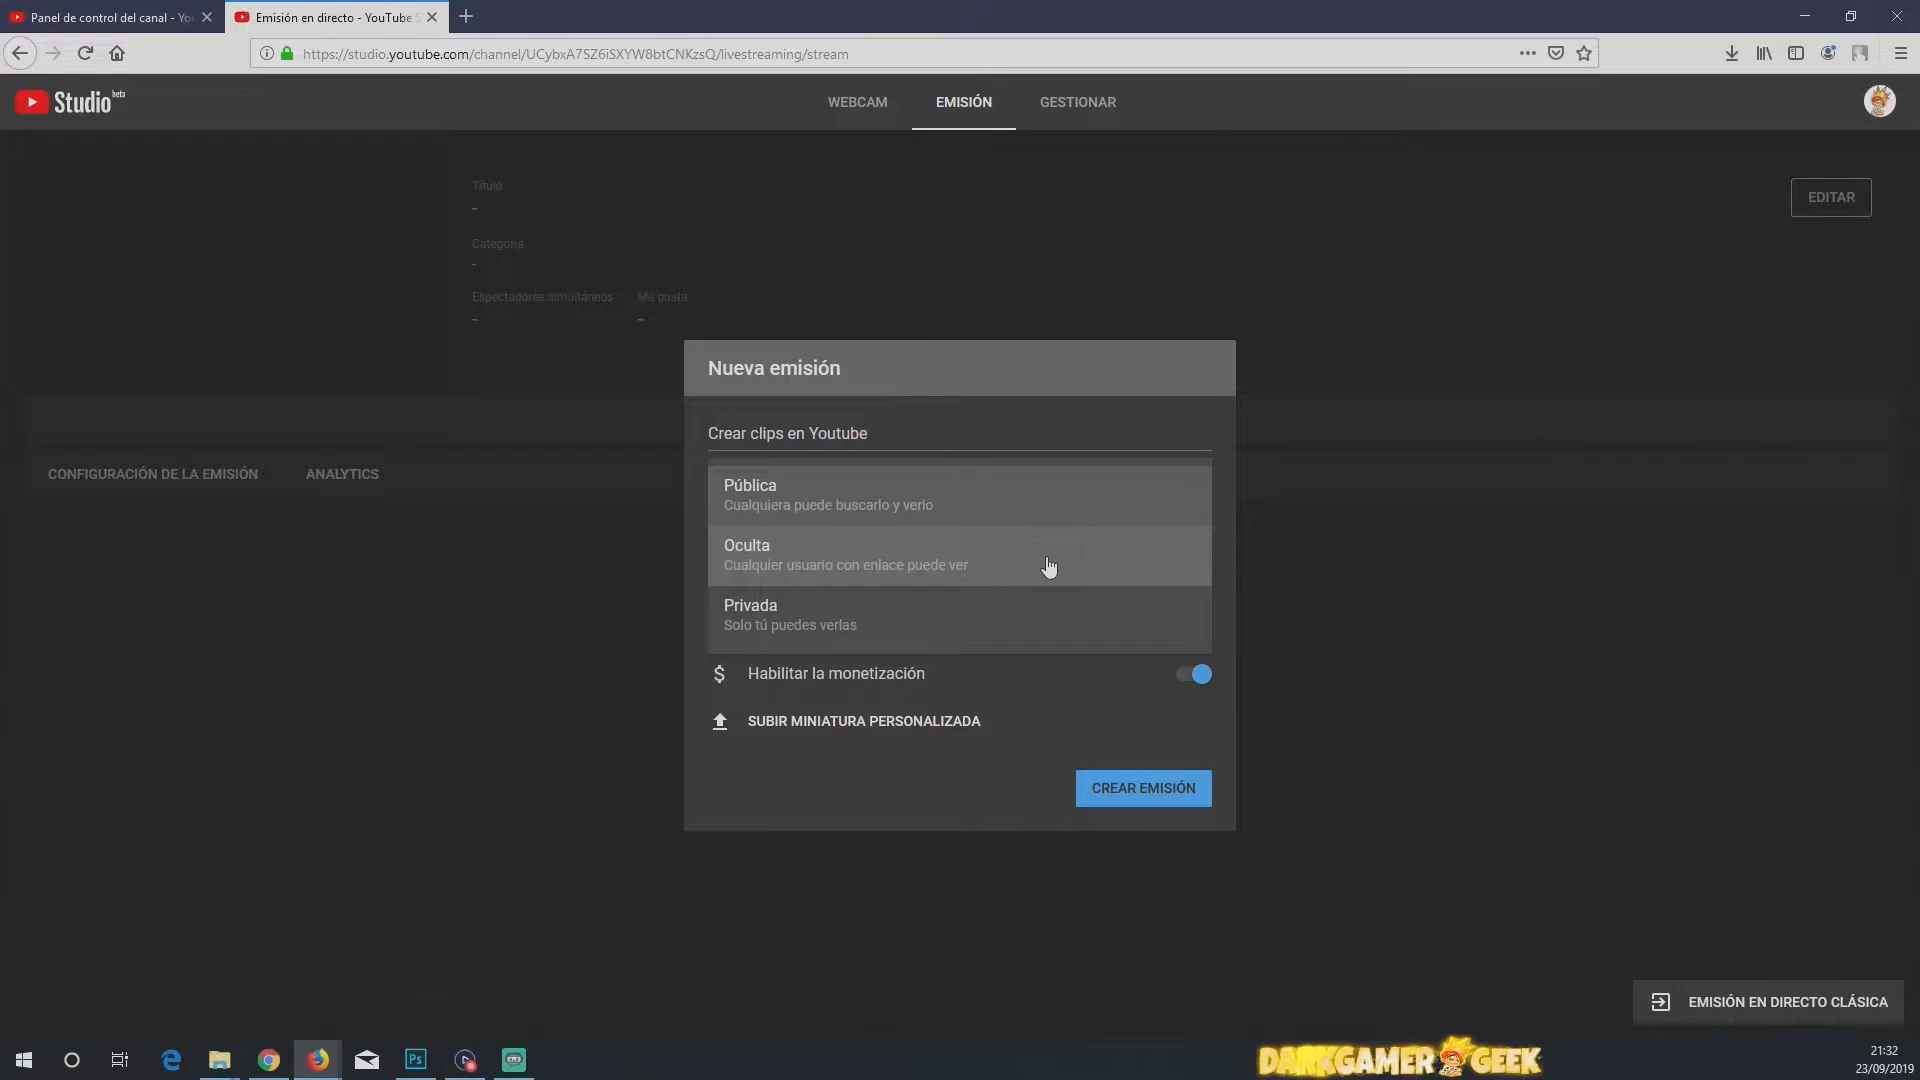 Panel de control del canal - Yo
Emisión en directo - YouTube S
https://studio.youtube.com/channel/UCybxA7SZ6iSXYW8btCNKzsQ/livestreaming/stream
Studio beta
WEBCAM
EMISIÓN
GESTIONAR
Título
-
EDITAR
Categoría
-
Espectadores simultáneos
Me gusta
-
-
Nueva emisión
Crear clips en Youtube
CONFIGURACIÓN DE LA EMISIÓN
ANALYTICS
Pública
Cualquiera puede buscarlo y verlo
Oculta
Cualquier usuario con enlace puede ver
Privada
Solo tú puedes verlas
Habilitar la monetización
SUBIR MINIATURA PERSONALIZADA
CREAR EMISIÓN
EMISIÓN EN DIRECTO CLÁSICA
Ps
DARKGAMER GEEK
21:32
23/09/2019